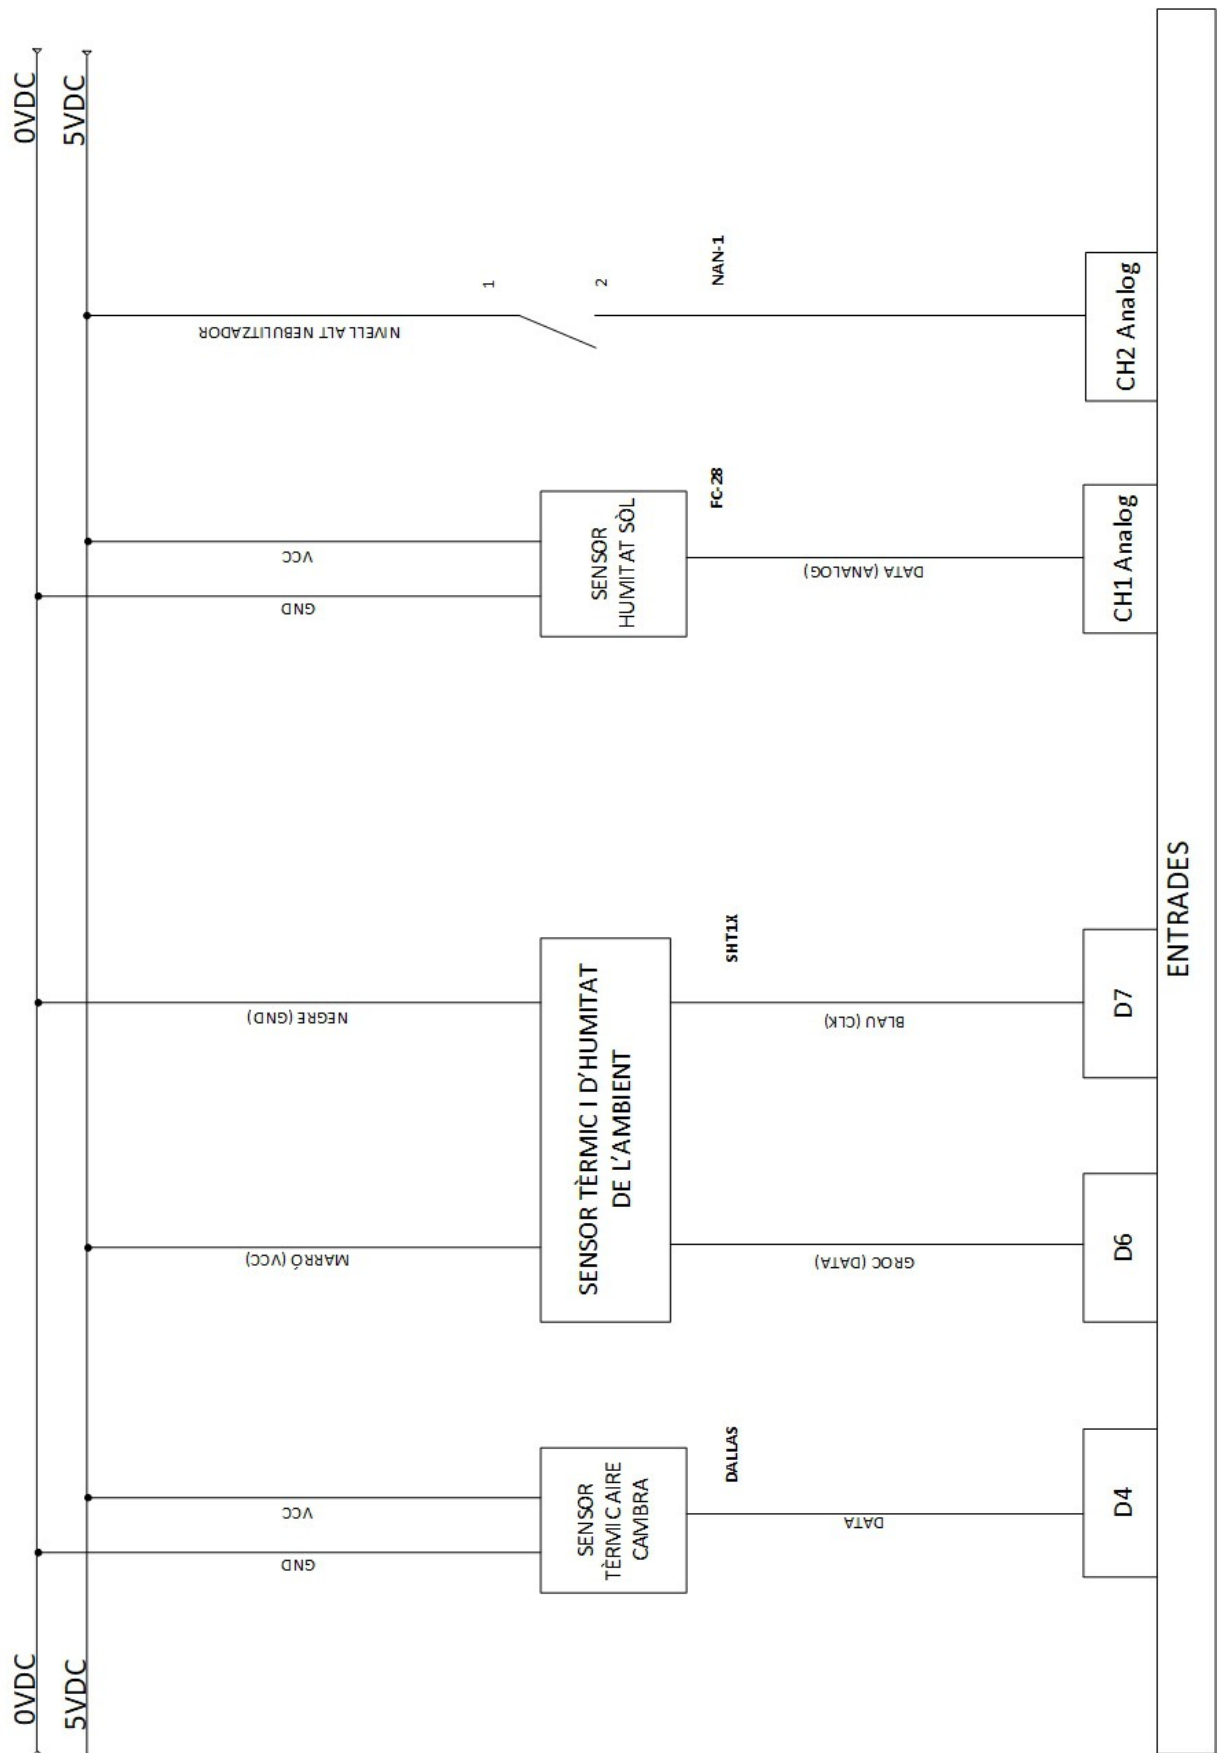 0VDC
0VDC
5VDC
5VDC
GND
VCC
MARRÓ (VCC)
NEGRE (GND)
GND
VCC
NIVELL ALT NEBULITZADOR
1
2
SENSOR
TÈRMIC AIRE
CAMBRA
SENSOR TÈRMIC I D'HUMITAT
DE L'AMBIENT
SENSOR
HUMITAT SÒL
DALLAS
SHT1X
FC-28
NAN-1
DATA
GROC (DATA)
BLAU (CLK)
DATA (ANALOG)
D4
D6
D7
CH1 Analog
CH2 Analog
ENTRADES